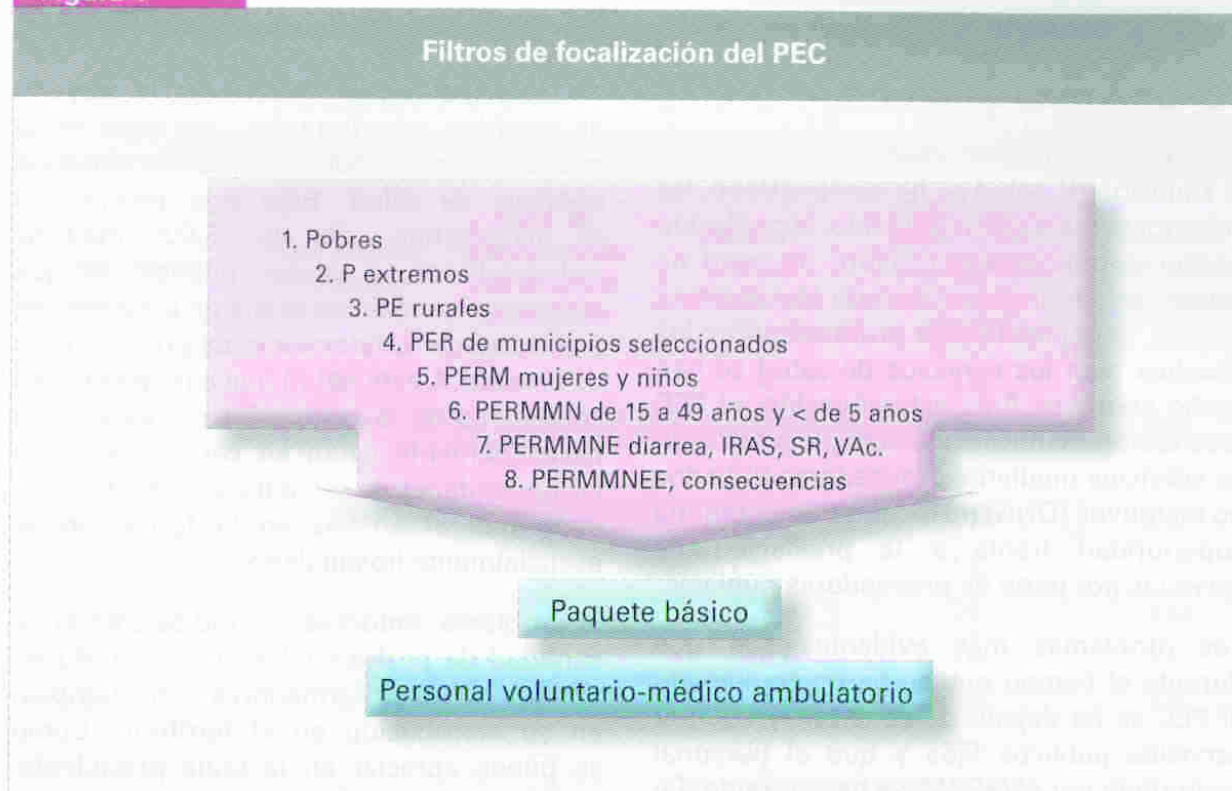 Filtros de focalización del PEC
1. Pobres
2. P extremos
3. PE rurales
4. PER de municipios seleccionados
5. PERM mujeres y niños
6. PERMMN de 15 a 49 años y < de 5 años
7. PERMMNE diarrea, IRAS, SR, VAc.
8. PERMMNEE, consecuencias
Paquete básico
Personal voluntario-médico ambulatorio